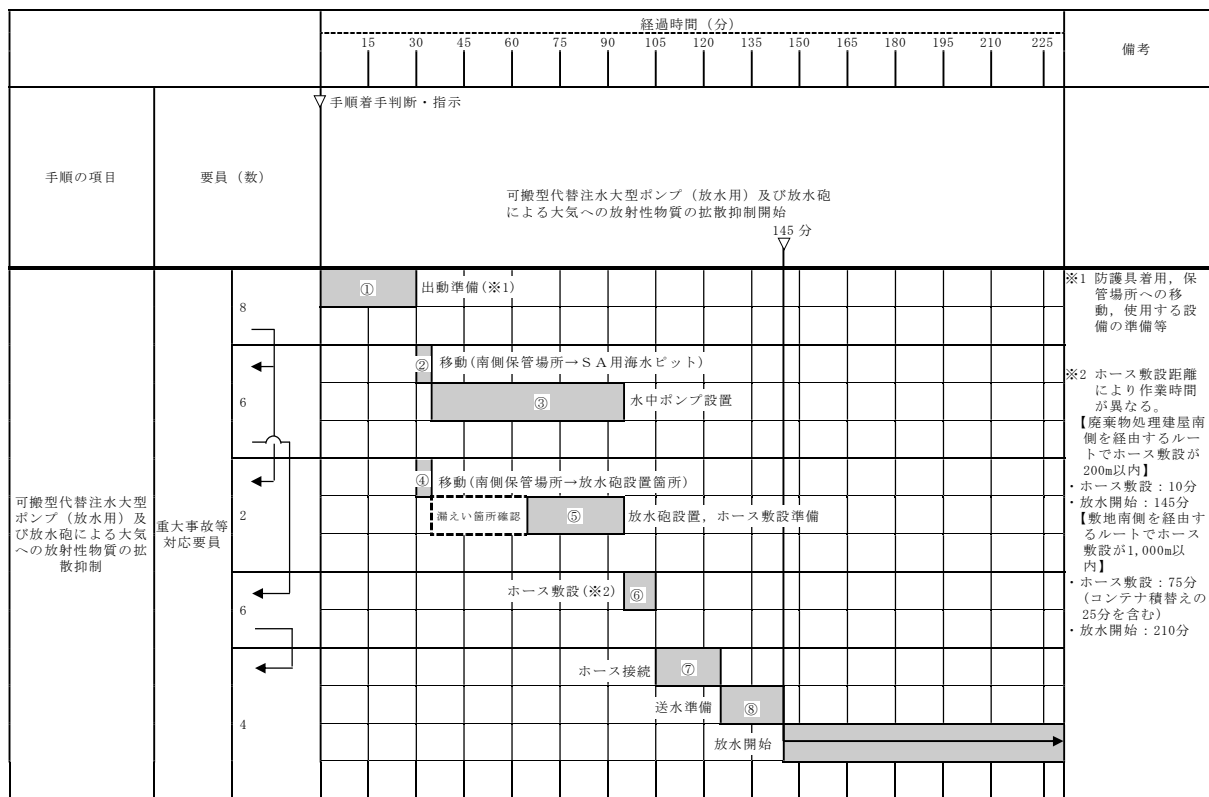 経過時間（分）
15 30 45 60 75 90 105 120 135 150 165 180 195 210 225
備考
手順の項目
要員（数）
手順着手判断・指示
可搬型代替注水大型ポンプ（放水用）及び放水砲
による大気への放射性物質の拡散抑制開始
145 分
可搬型代替注水大型
ポンプ（放水用）及
び放水砲による大気
への放射性物質の拡
散抑制
重大事故等
対応要員
8
① 出動準備(※1)
6
② 移動(南側保管場所→ＳＡ用海水ピット)
③ 水中ポンプ設置
2
④ 移動(南側保管場所→放水砲設置箇所)
漏えい箇所確認 ⑤ 放水砲設置，ホース敷設準備
6
ホース敷設(※2) ⑥
4
ホース接続 ⑦
送水準備 ⑧
放水開始
※1 防護具着用，保
管場所への移
動，使用する設
備の準備等
※2 ホース敷設距離
により作業時間
が異なる。
【廃棄物処理建屋南
側を経由するルー
トでホース敷設が
200m以内】
・ホース敷設：10分
・放水開始：145分
【敷地南側を経由す
るルートでホース
敷設が1,000m以
内】
・ホース敷設：75分
(コンテナ積替えの
25分を含む)
・放水開始：210分